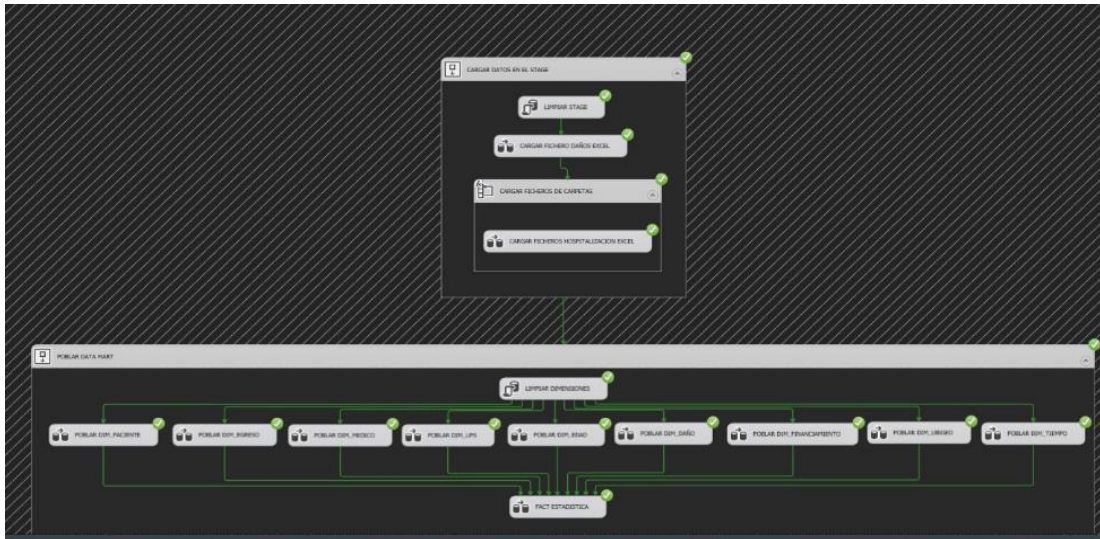 CARGAR DATOS EN EL STAGE
LIMPIAR STAGE
CARGAR FICHERO DAÑOS EXCEL
CARGAR FICHEROS DE CARPETAS
CARGAR FICHEROS HOSPITALIZACION EXCEL
POBLAR DATA MART
LIMPIAR DIMENSIONES
POBLAR DIM_PACIENTE
POBLAR DIM_EGRESO
POBLAR DIM_MEDICO
POBLAR DIM_UPS
POBLAR DIM_EDAD
POBLAR DIM_DAÑO
POBLAR DIM_FINANCIAMIENTO
POBLAR DIM_UBIGEO
POBLAR DIM_TIEMPO
FACT ESTADISTICA